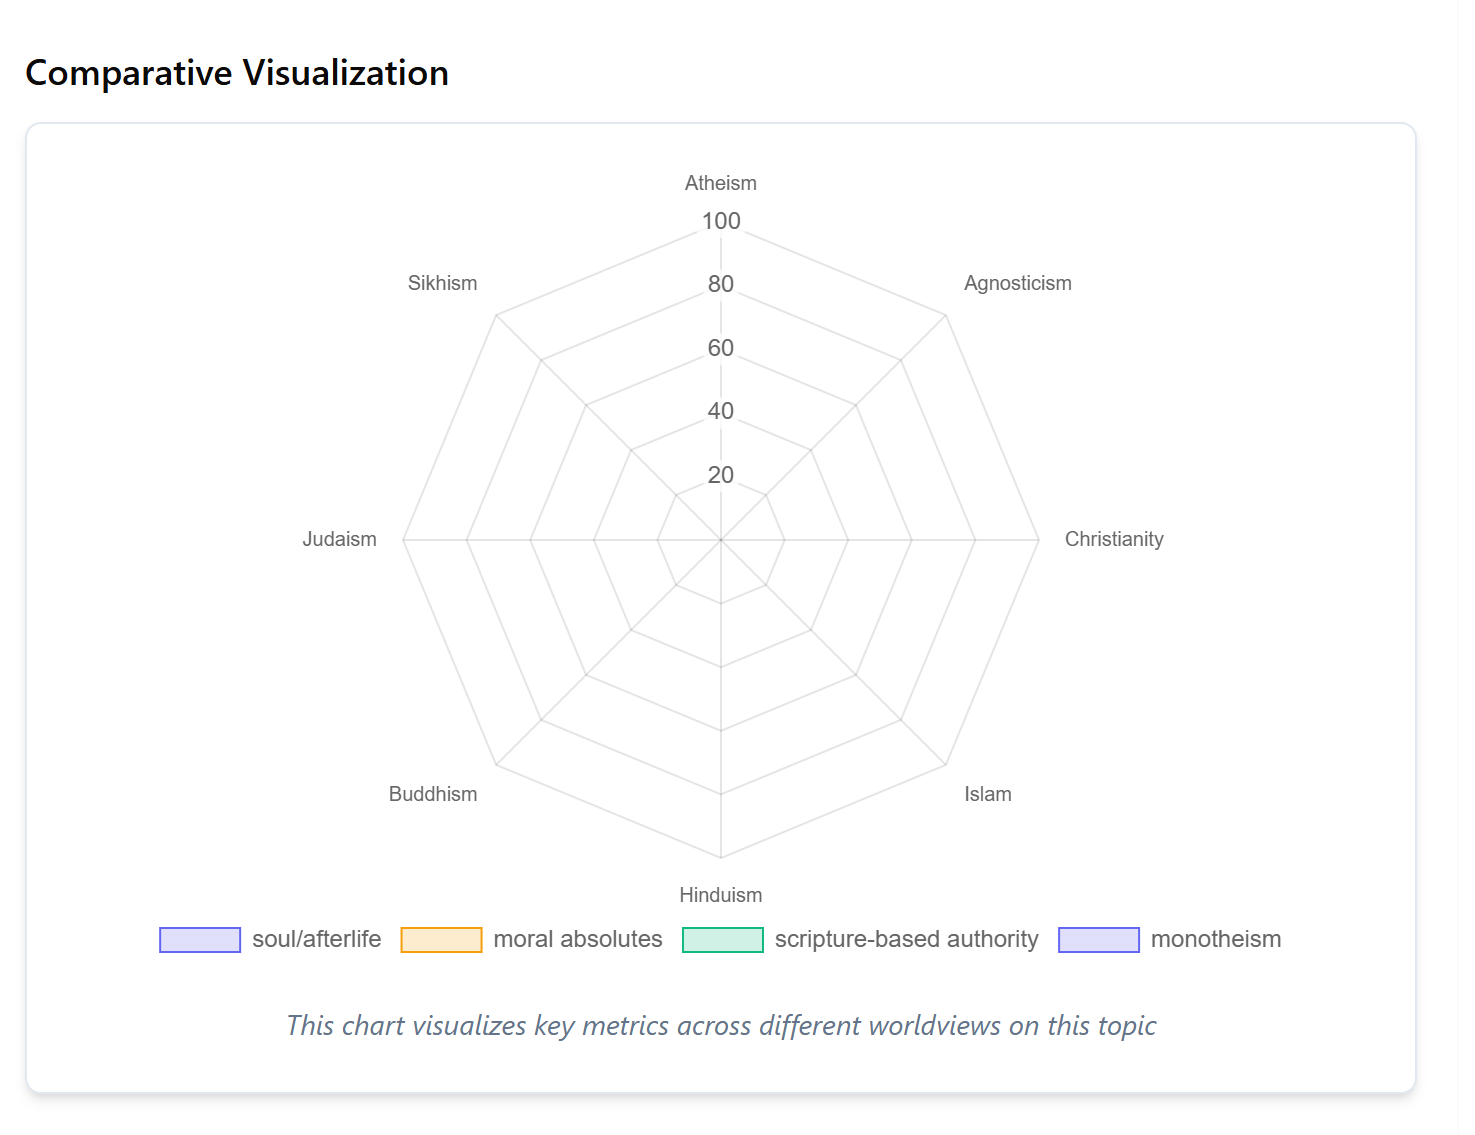 Comparative Visualization
Atheism
100
Sikhism
80
Agnosticism
60
40
20
Judaism
Christianity
Buddhism
Islam
Hinduism
soul/afterlife moral absolutes scripture-based authority monotheism
This chart visualizes key metrics across different worldviews on this topic